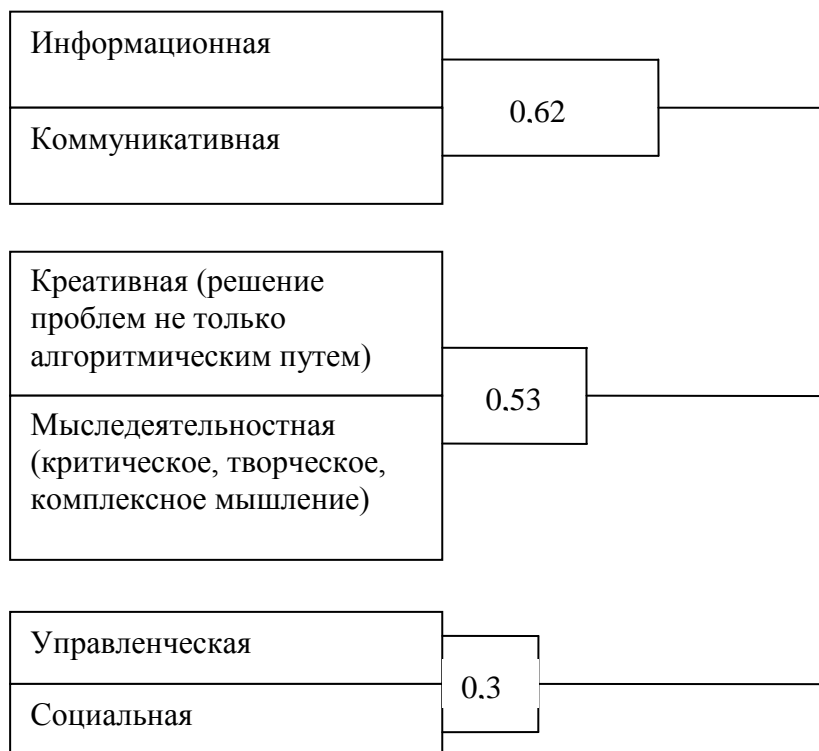 Информационная
0,62
Коммуникативная
Креативная (решение
проблем не только
алгоритмическим путем)
0,53
Мыследеятельностная
(критическое, творческое,
комплексное мышление)
Управленческая
0,3
Социальная